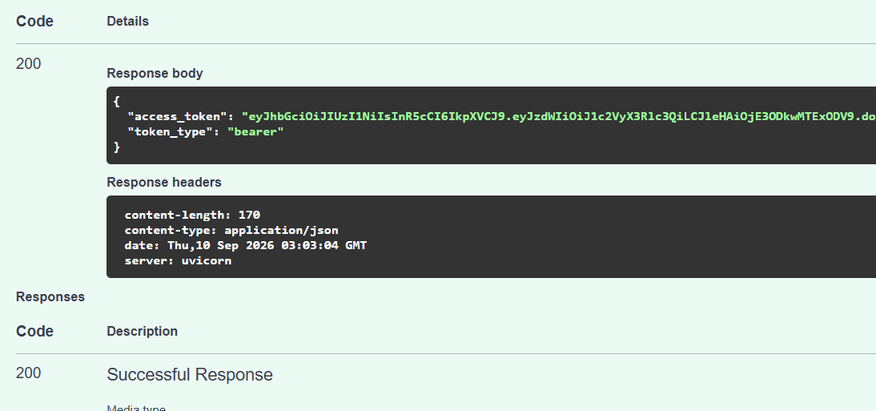 Code Details
200
Response body
{
"access_token": "eyJhbGciOiJIUzI1NiIsInR5cCI6IkpXVCJ9.eyJzdWIiOiJ1c2VyX3Rlc3QiLCJleHAiOjE3ODkwMTExODV9.do
"token_type": "bearer"
}
Response headers
content-length: 170
content-type: application/json
date: Thu,10 Sep 2026 03:03:04 GMT
server: uvicorn
Responses
Code Description
200 Successful Response
Media type